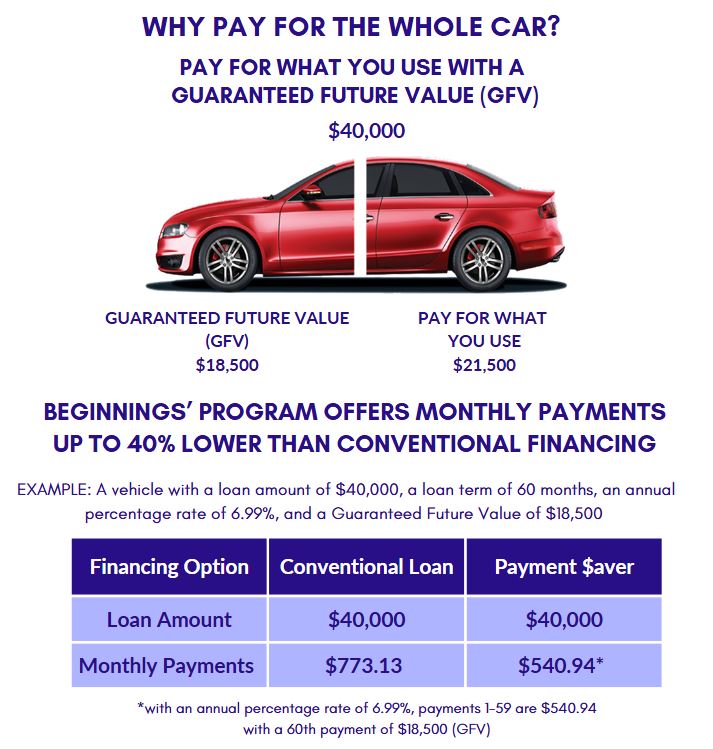 WHY PAY FOR THE WHOLE CAR?
PAY FOR WHAT YOU USE WITH A
GUARANTEED FUTURE VALUE (GFV)
$40,000
GUARANTEED FUTURE VALUE
(GFV)
$18,500
PAY FOR WHAT
YOU USE
$21,500
BEGINNINGS' PROGRAM OFFERS MONTHLY PAYMENTS
UP TO 40% LOWER THAN CONVENTIONAL FINANCING
EXAMPLE: A vehicle with a loan amount of $40,000, a loan term of 60 months, an annual
percentage rate of 6.99%, and a Guaranteed Future Value of $18,500
Financing Option Conventional Loan Payment $aver
Loan Amount $40,000 $40,000
Monthly Payments $773.13 $540.94*
*with an annual percentage rate of 6.99%, payments 1-59 are $540.94
with a 60th payment of $18,500 (GFV)